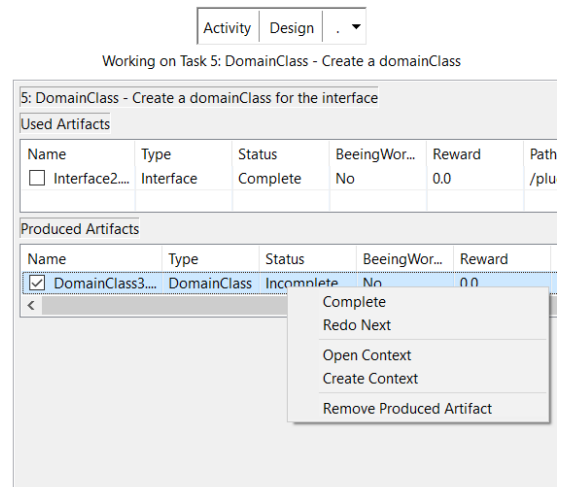 Activity Design .
Working on Task 5: DomainClass - Create a domainClass
5: DomainClass - Create a domainClass for the interface
Used Artifacts
Name Type Status BeeingWor... Reward Path
Interface2.... Interface Complete No 0.0 /plu
Produced Artifacts
Name Type Status BeeingWor... Reward
DomainClass3.... DomainClass Incomplete No 0.0
Complete
Redo Next
Open Context
Create Context
Remove Produced Artifact